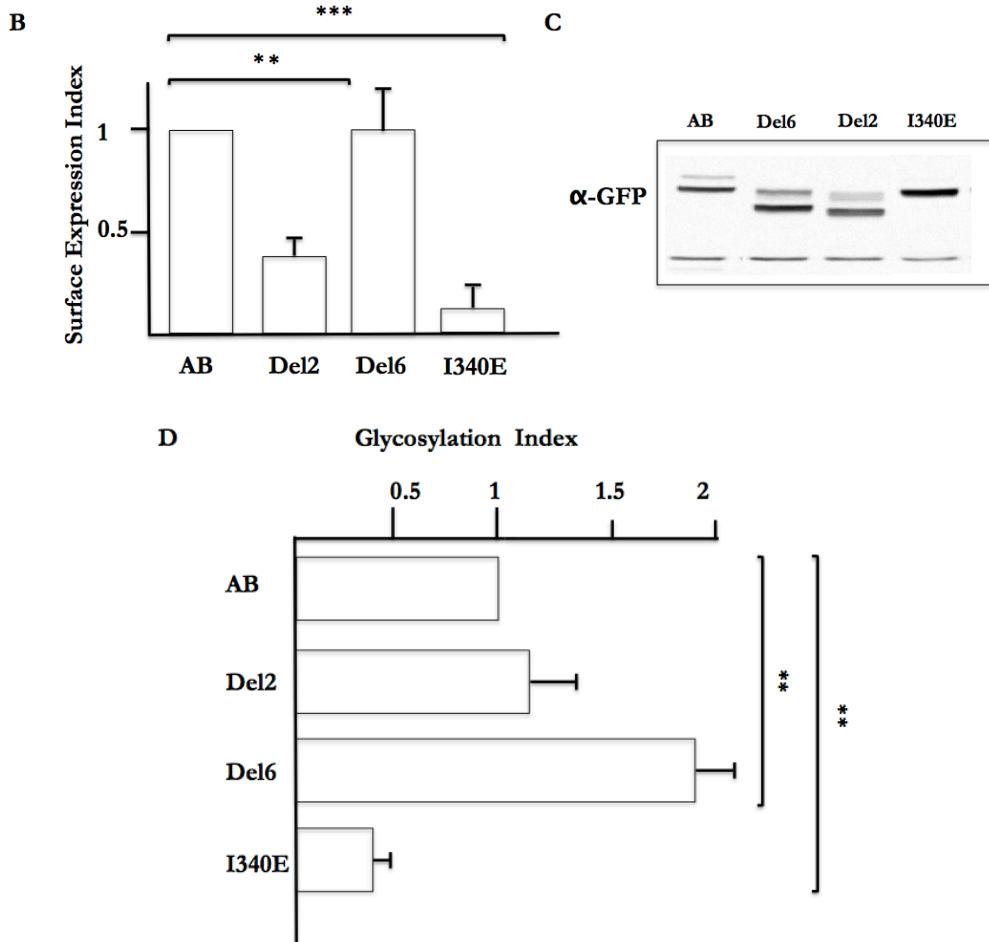 B
***
**
Surface Expression Index
1
0.5
AB Del2 Del6 I340E
C
AB Del6 Del2 I340E
α-GFP
D
Glycosylation Index
0.5 1 1.5 2
AB
Del2
Del6
I340E
**
**